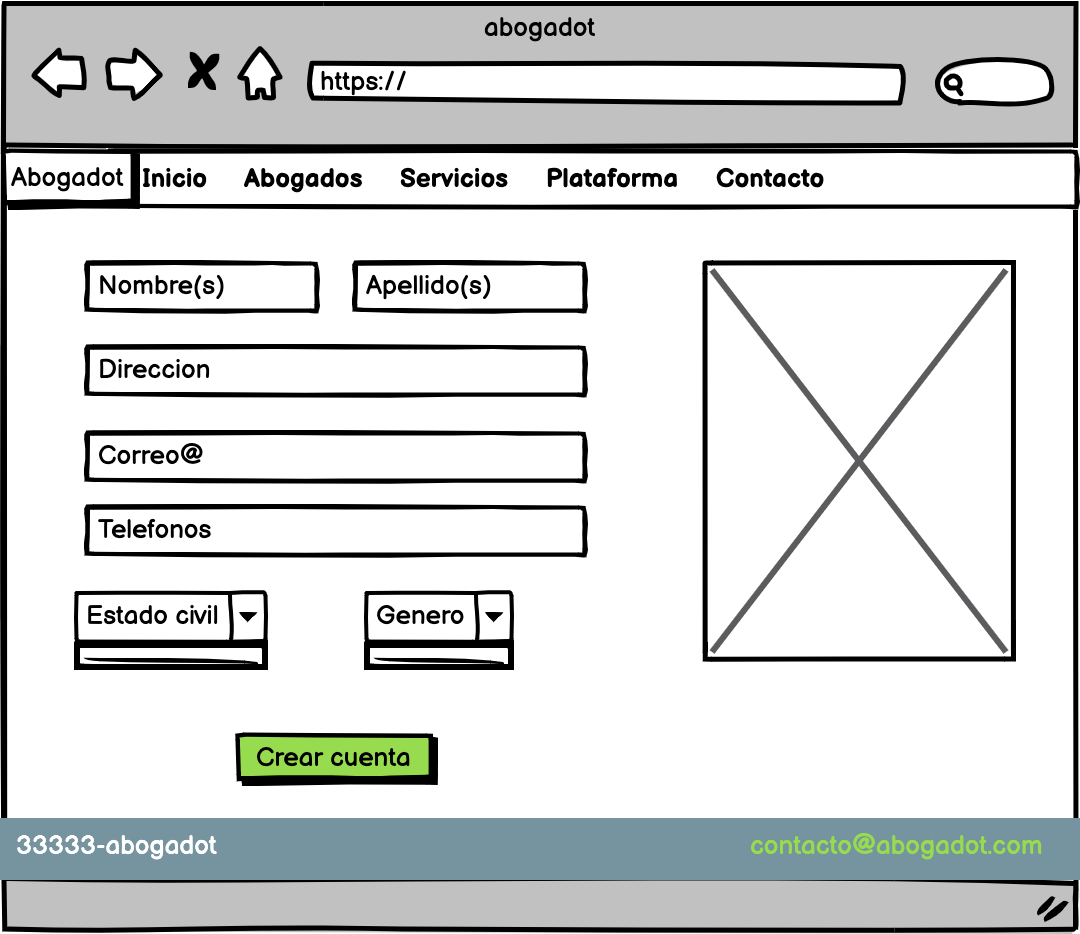 abogadot
https://
Abogadot Inicio Abogados Servicios Plataforma Contacto
Nombre(s) Apellido(s)
Direccion
Correo@
Telefonos
Estado civil Genero
Crear cuenta
33333-abogadot contacto@abogadot.com